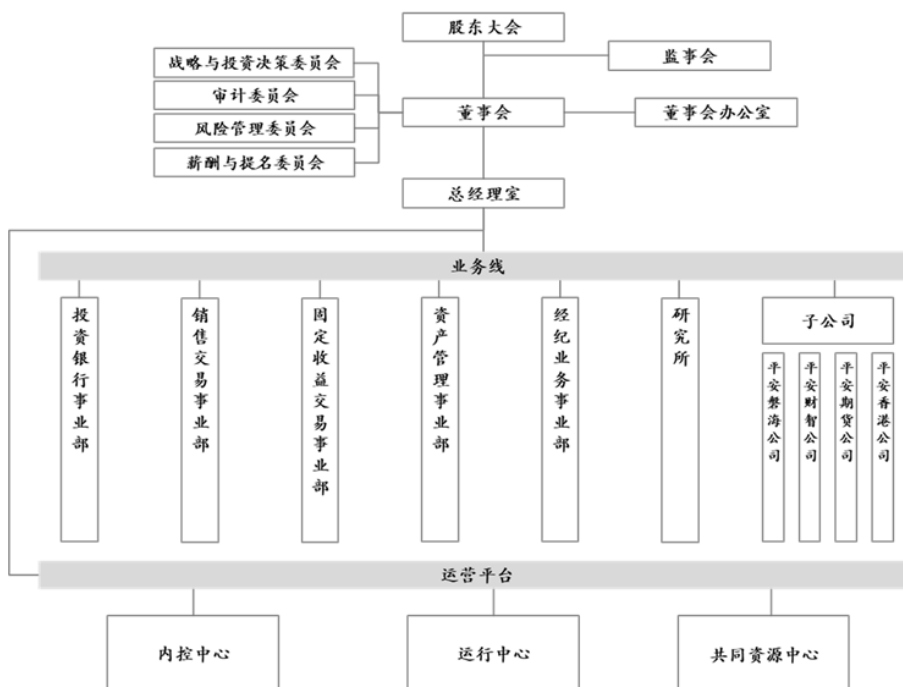 股东大会
监事会
战略与投资决策委员会
审计委员会
风险管理委员会
薪酬与提名委员会
董事会
董事会办公室
总经理室
业务线
投资银行事业部
销售交易事业部
固定收益交易事业部
资产管理事业部
经纪业务事业部
研究所
子公司
平安磐海公司
平安财智公司
平安期货公司
平安香港公司
运营平台
内控中心
运行中心
共同资源中心